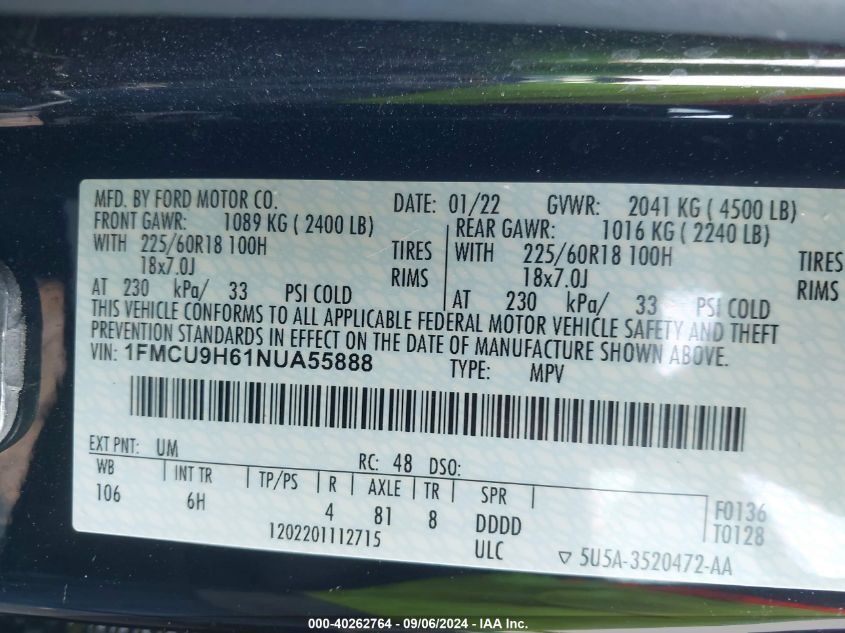 MFD. BY FORD MOTOR CO. DATE: 01/22 GVWR: 2041 KG ( 4500 LB)
FRONT GAWR: 1089 KG ( 2400 LB) REAR GAWR: 1016 KG ( 2240 LB)
WITH 225/60R18 100H TIRES WITH 225/60R18 100H TIRES
18x7.0J RIMS 18x7.0J RIMS
AT 230 kPa/ 33 PSI COLD AT 230 kPa/ 33 PSI COLD
THIS VEHICLE CONFORMS TO ALL APPLICABLE FEDERAL MOTOR VEHICLE SAFETY AND THEFT
PREVENTION STANDARDS IN EFFECT ON THE DATE OF MANUFACTURE SHOWN ABOVE.
VIN: 1FMCU9H61NUA55888 TYPE: MPV
EXT PNT: UM RC: 48 DSO:
WB INT TR TP/PS R AXLE TR SPR
106 6H 4 81 8 DDDD F0136
1202201112715 ULC T0128
▽ 5U5A-3520472-AA
000-40262764 - 09/06/2024 - IAA Inc.